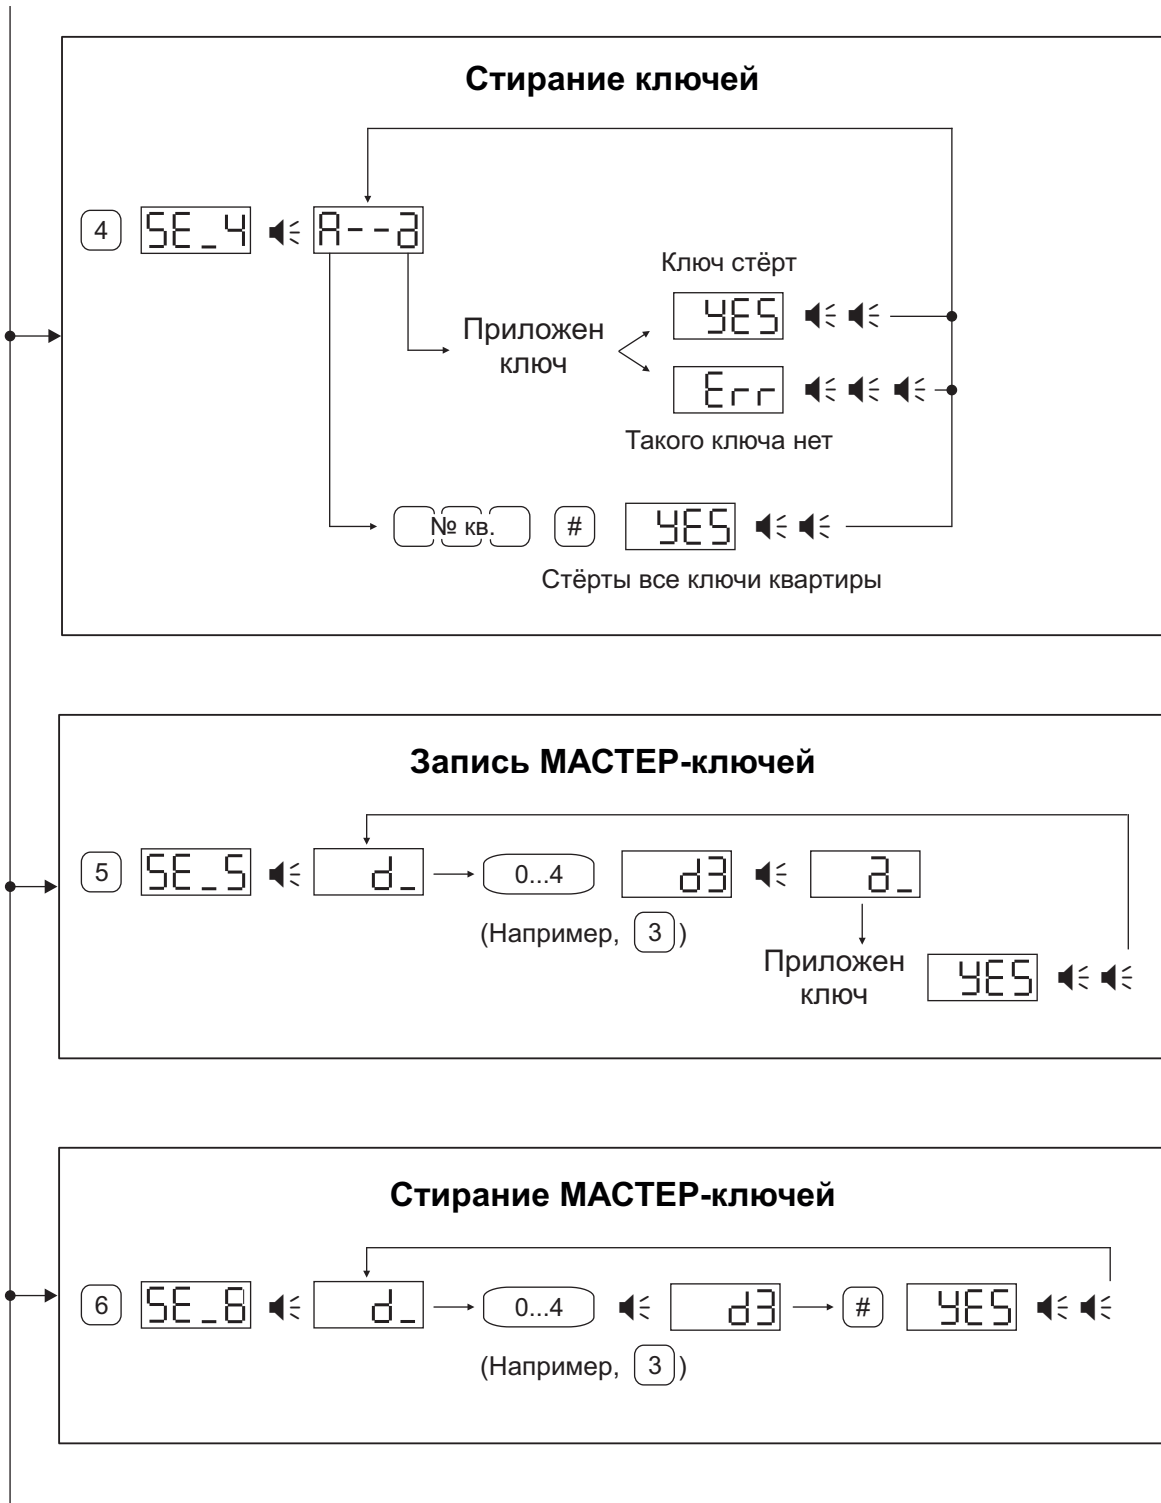 Стирание ключей
4 SE_4 A--a
Ключ стёрт
YES
Приложен
ключ
Err
Такого ключа нет
№ кв. # YES
Стёрты все ключи квартиры
Запись МАСТЕР-ключей
5 SE_5 d_ 0...4 d3 a_
(Например, 3)
Приложен
ключ
YES
Стирание МАСТЕР-ключей
6 SE_6 d_ 0...4 d3 # YES
(Например, 3)